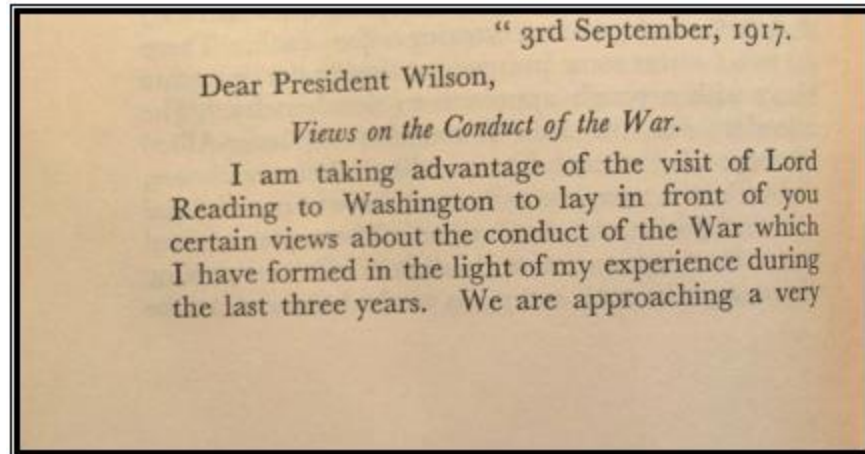 “ 3rd September, 1917.
Dear President Wilson,
Views on the Conduct of the War.
I am taking advantage of the visit of Lord
Reading to Washington to lay in front of you
certain views about the conduct of the War which
I have formed in the light of my experience during
the last three years. We are approaching a very